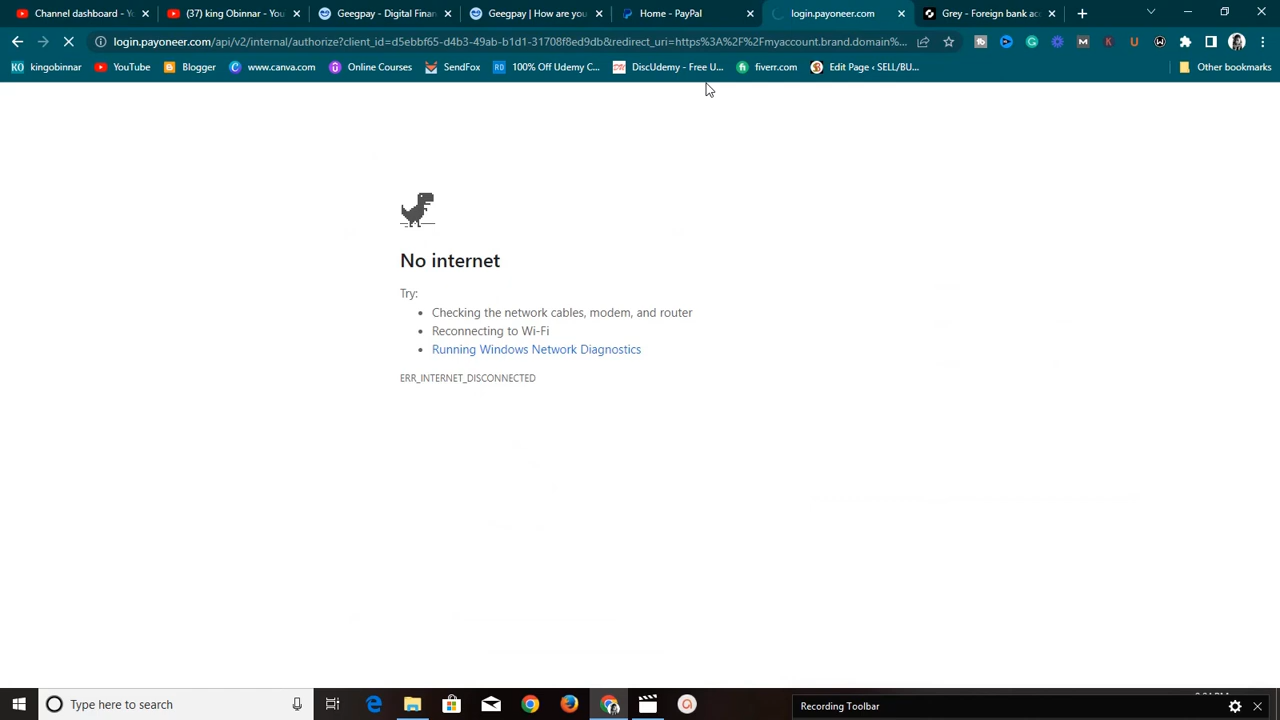 Channel dashboard - Y
(37) king Obinnar - You
Geegpay - Digital Finan
Geegpay | How are you
Home - PayPal
login.payoneer.com
Grey - Foreign bank acc
login.payoneer.com/api/v2/internal/authorize?client_id=d5ebbf65-d4b3-49ab-b1d1-31708f8ed9db&redirect_uri=https%3A%2F%2Fmyaccount.brand.domain%...
kingobinnar
YouTube
Blogger
www.canva.com
Online Courses
SendFox
100% Off Udemy C...
DiscUdemy - Free U...
fiverr.com
Edit Page ‹ SELL/BU...
Other bookmarks
No internet
Try:
Checking the network cables, modem, and router
Reconnecting to Wi-Fi
Running Windows Network Diagnostics
ERR_INTERNET_DISCONNECTED
Type here to search
Recording Toolbar